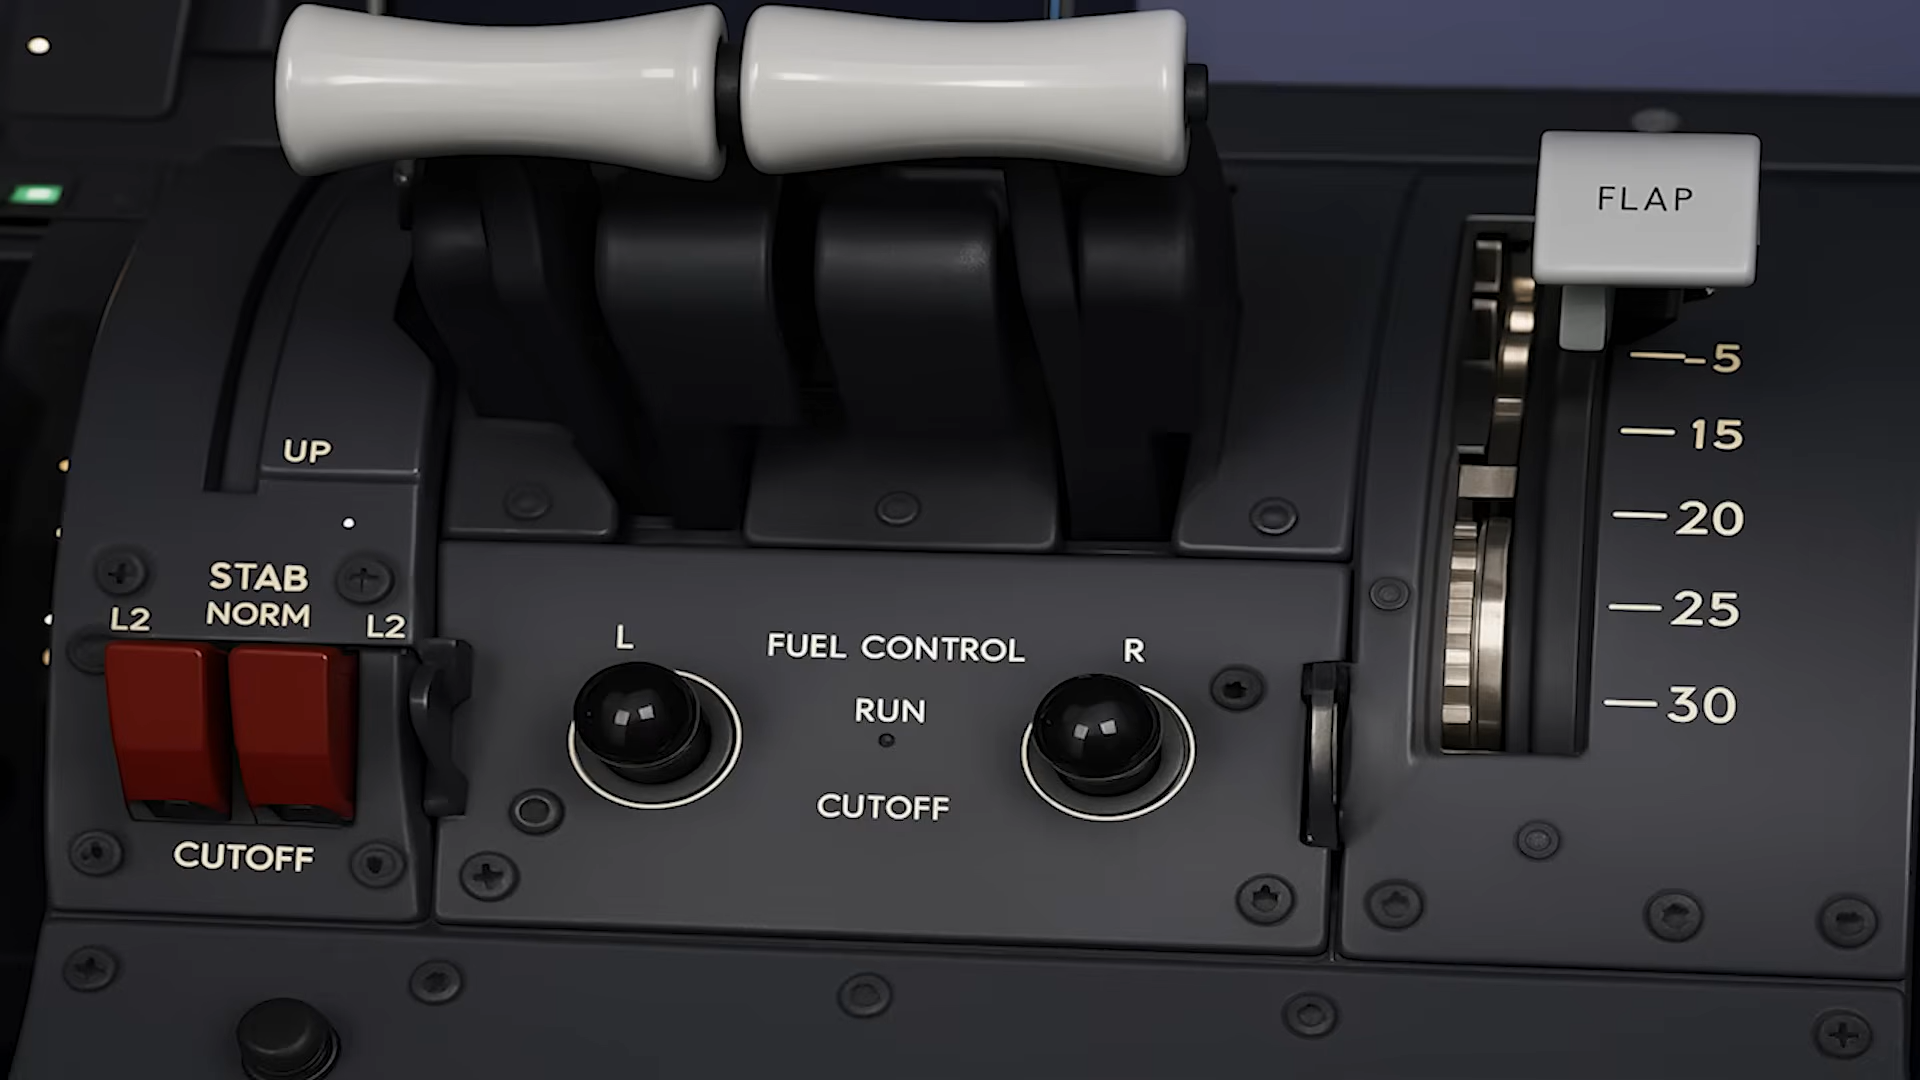 FLAP
5
15
UP
20
STAB
NORM
L2
L2
25
L
FUEL CONTROL
R
RUN
30
CUTOFF
CUTOFF